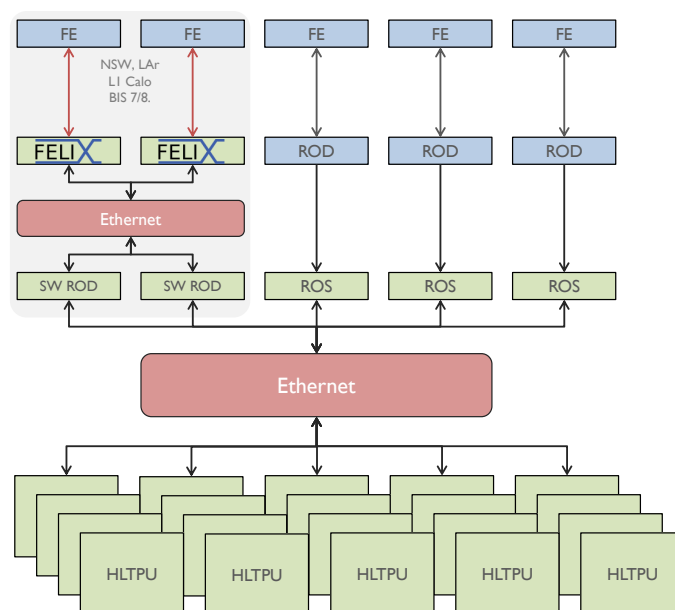 FE FE FE FE FE
NSW, LAr
L1 Calo
BIS 7/8.
FELIX FELIX ROD ROD ROD
Ethernet
SW ROD SW ROD ROS ROS ROS
Ethernet
HLTPU HLTPU HLTPU HLTPU HLTPU